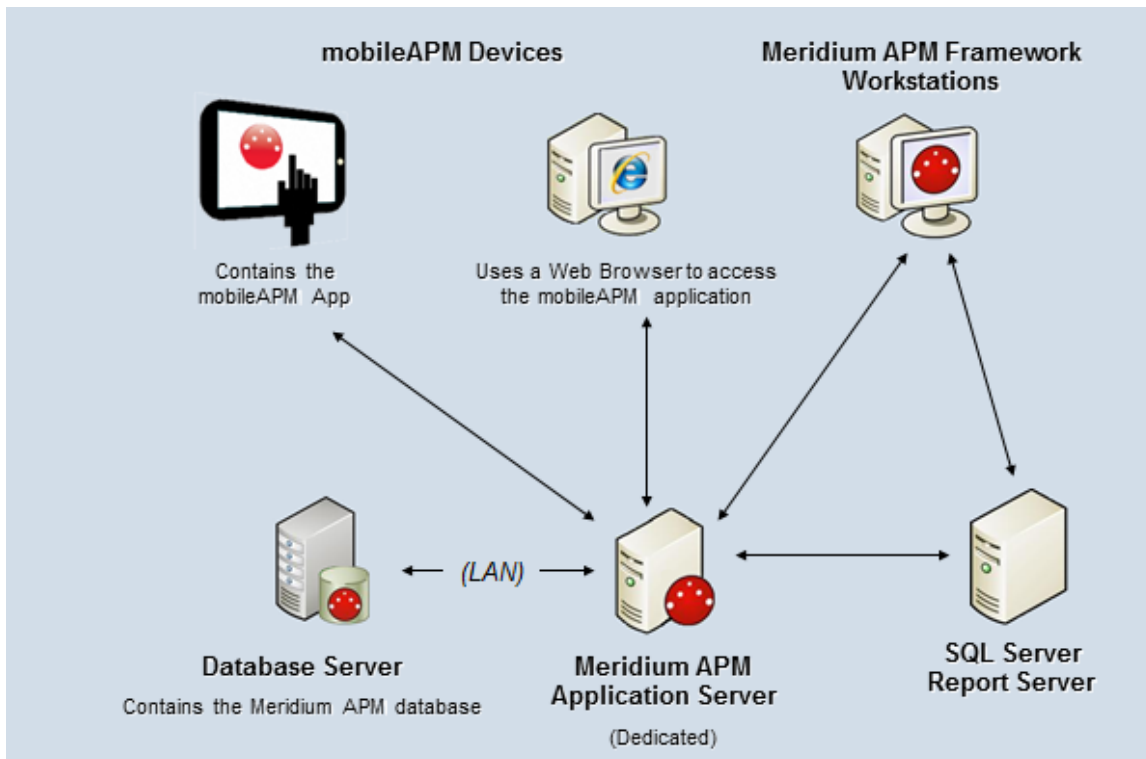 mobileAPM Devices
Meridium APM Framework
Workstations
Contains the
mobileAPM App
Uses a Web Browser to access
the mobileAPM application
(LAN)
Database Server
Contains the Meridium APM database
Meridium APM
Application Server
(Dedicated)
SQL Server
Report Server